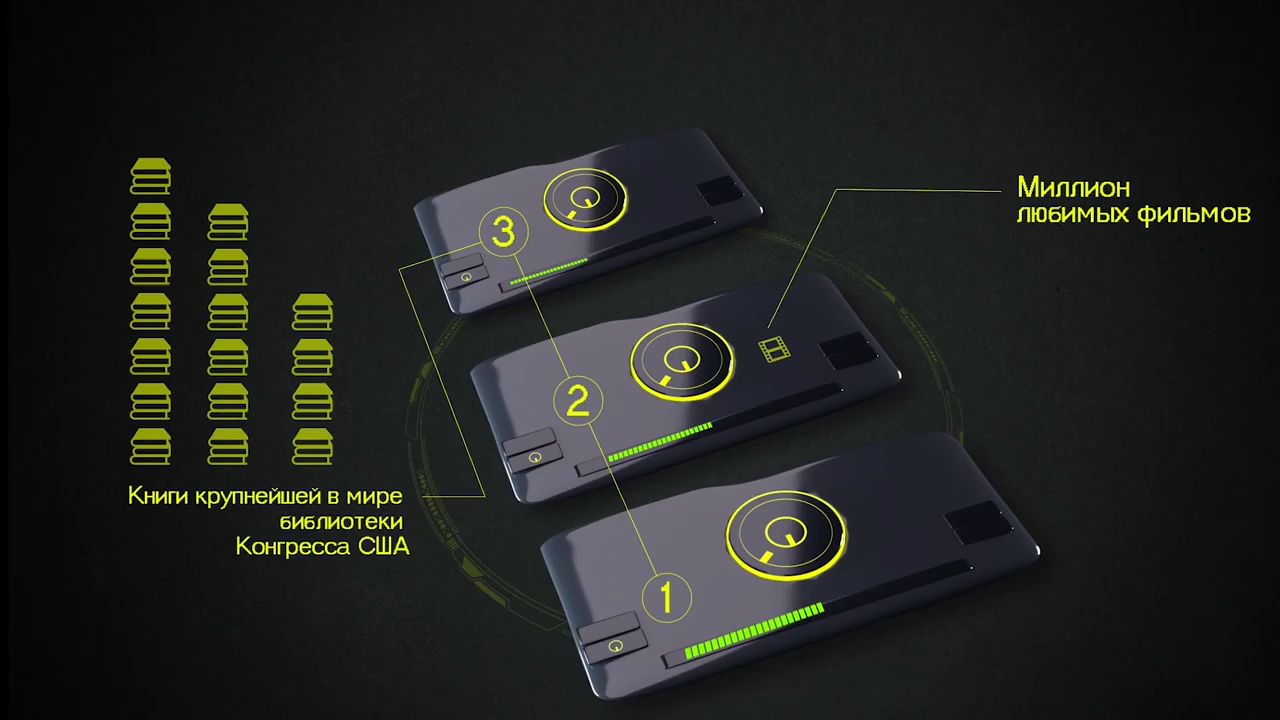 Миллион
любимых фильмов
3
2
1
Книги крупнейшей в мире
библиотеки
Конгресса США